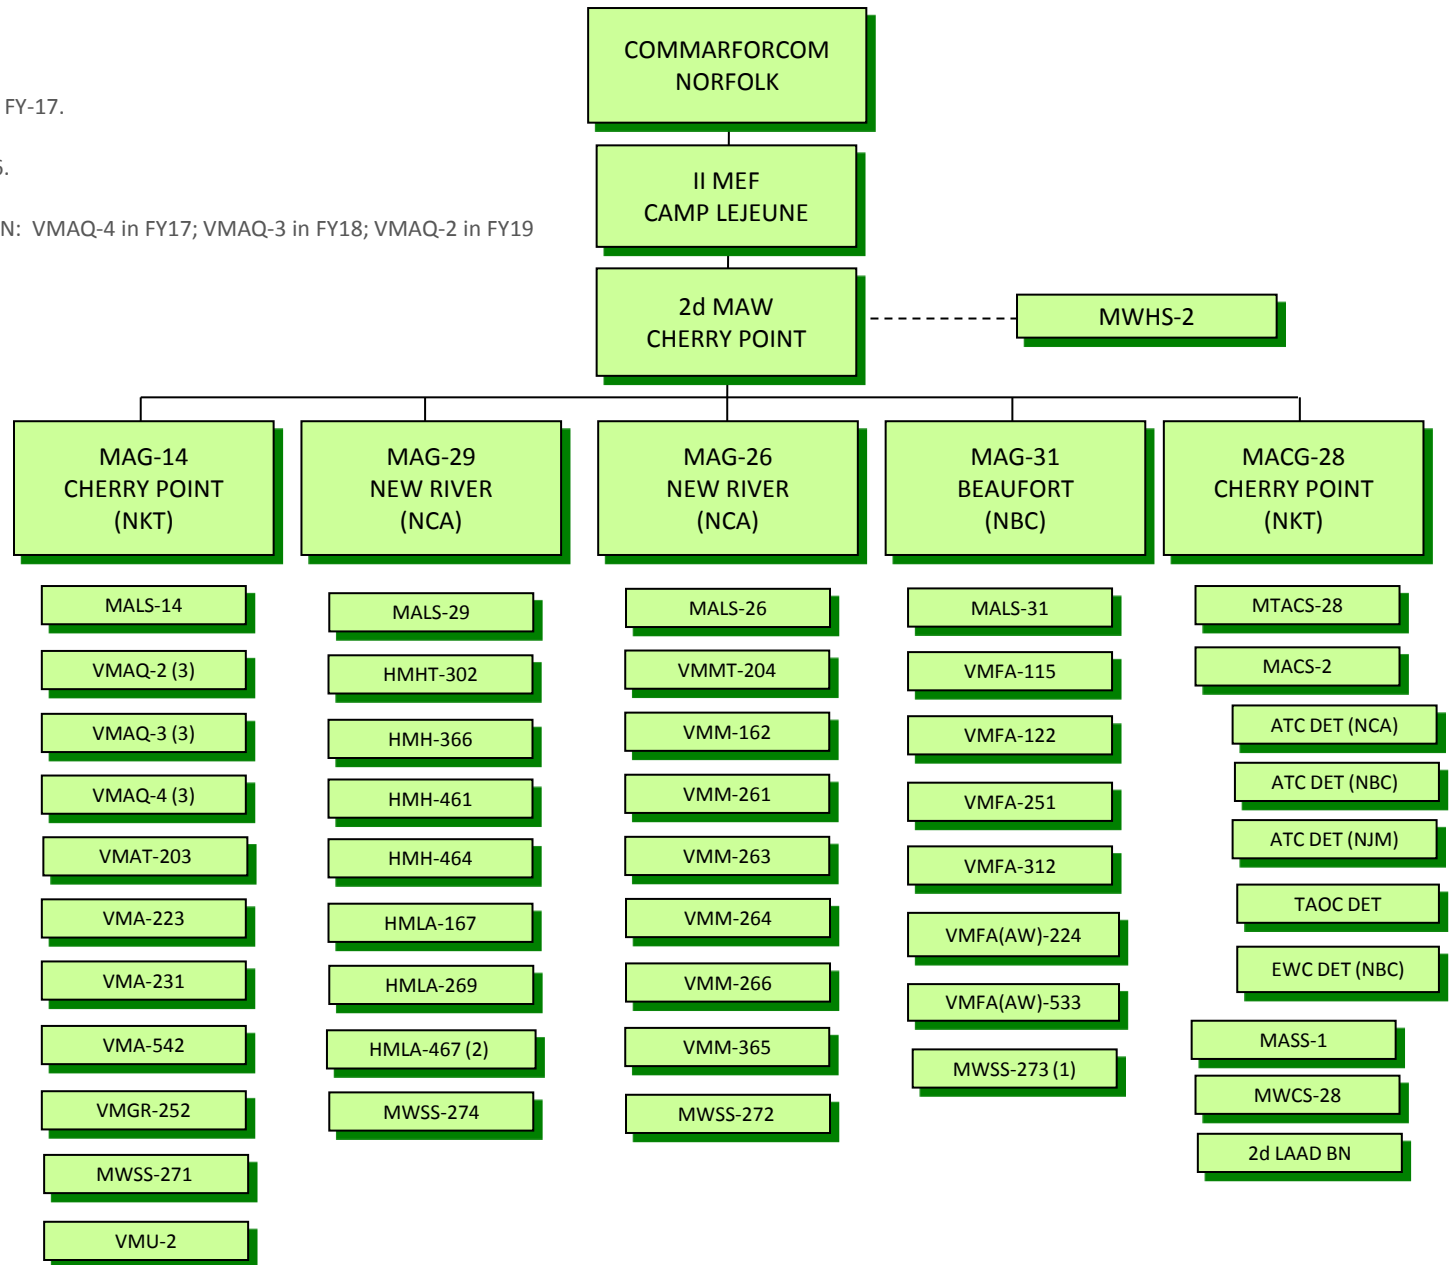 COMMARFORCOM
NORFOLK
FY-17.
II MEF
CAMP LEJEUNE
N: VMAQ-4 in FY17; VMAQ-3 in FY18; VMAQ-2 in FY19
2d MAW
CHERRY POINT
MWHS-2
MAG-14
CHERRY POINT
(NKT)
MALS-14
VMAQ-2 (3)
VMAQ-3 (3)
VMAQ-4 (3)
VMAT-203
VMA-223
VMA-231
VMA-542
VMGR-252
MWSS-271
VMU-2
MAG-29
NEW RIVER
(NCA)
MALS-29
HMHT-302
HMH-366
HMH-461
HMH-464
HMLA-167
HMLA-269
HMLA-467 (2)
MWSS-274
MAG-26
NEW RIVER
(NCA)
MALS-26
VMMT-204
VMM-162
VMM-261
VMM-263
VMM-264
VMM-266
VMM-365
MWSS-272
MAG-31
BEAUFORT
(NBC)
MALS-31
VMFA-115
VMFA-122
VMFA-251
VMFA-312
VMFA(AW)-224
VMFA(AW)-533
MWSS-273 (1)
MACG-28
CHERRY POINT
(NKT)
MTACS-28
MACS-2
ATC DET (NCA)
ATC DET (NBC)
ATC DET (NJM)
TAOC DET
EWC DET (NBC)
MASS-1
MWCS-28
2d LAAD BN